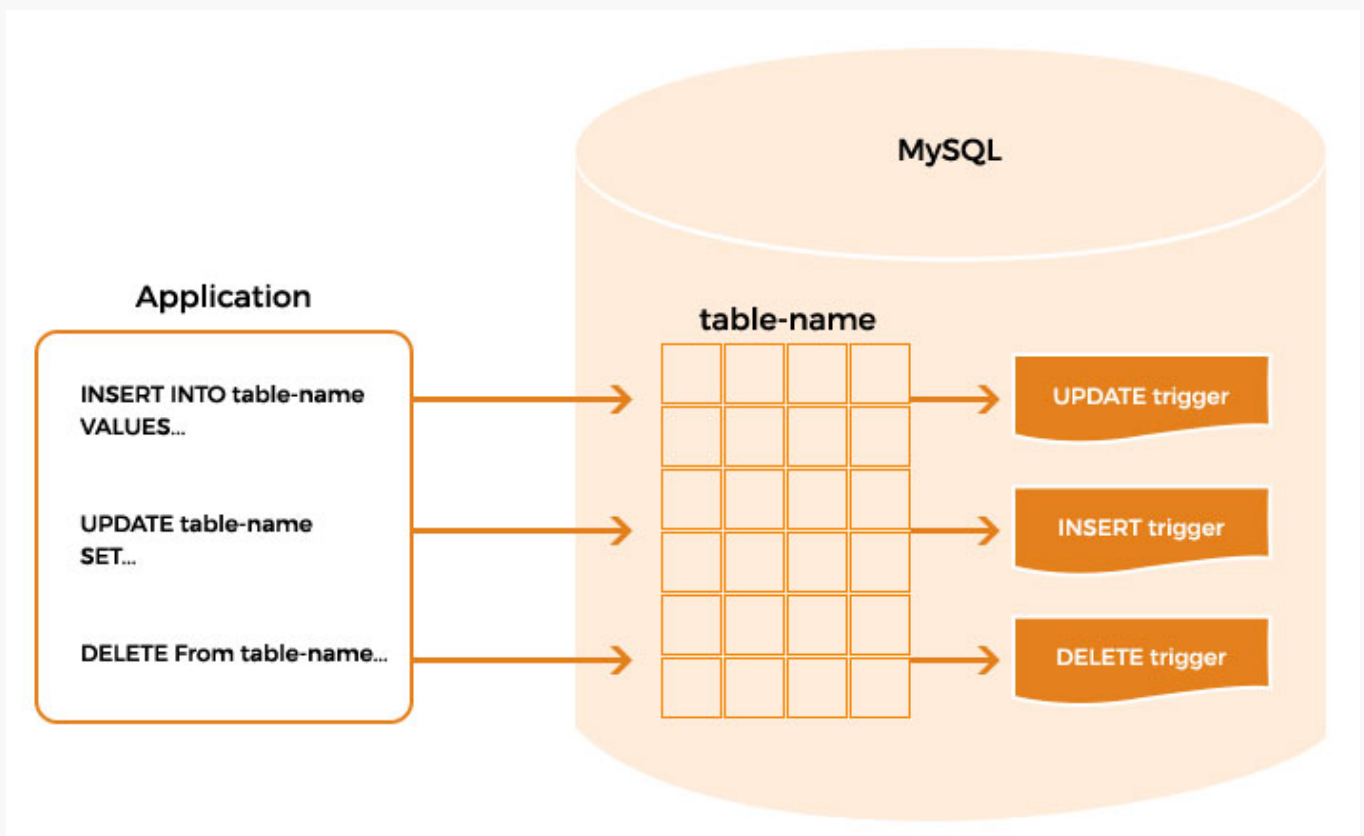 MySQL
Application
table-name
INSERT INTO table-name
VALUES...
UPDATE trigger
UPDATE table-name
SET...
INSERT trigger
DELETE From table-name...
DELETE trigger